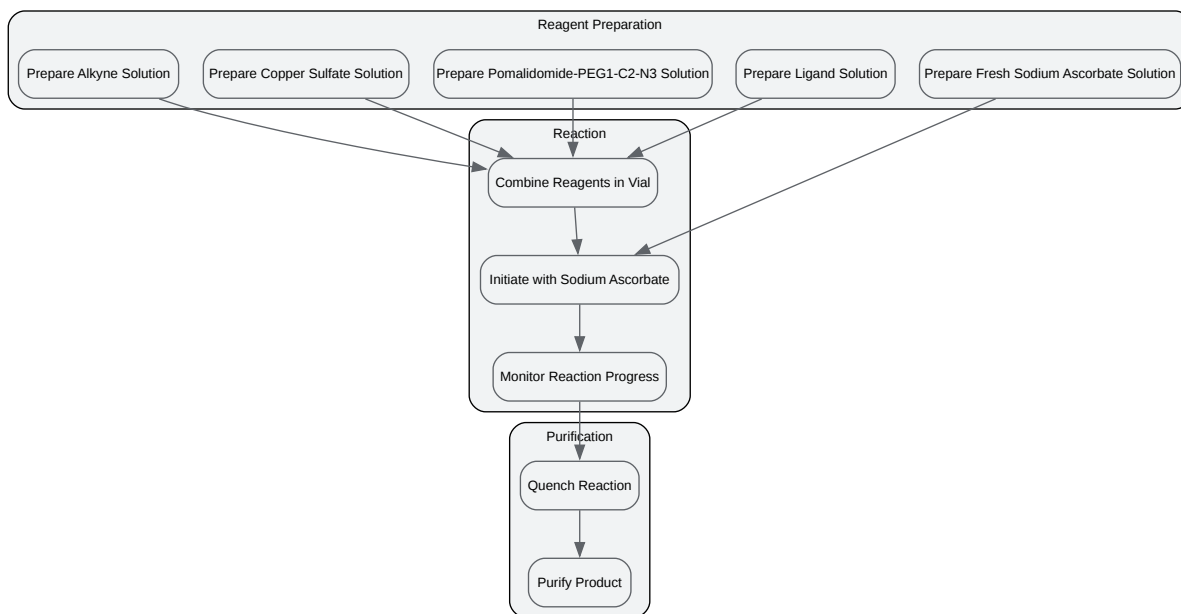 Reagent Preparation
Prepare Alkyne Solution
Prepare Copper Sulfate Solution
Prepare Pomalidomide-PEG1-C2-N3 Solution
Prepare Ligand Solution
Prepare Fresh Sodium Ascorbate Solution
Reaction
Combine Reagents in Vial
Initiate with Sodium Ascorbate
Monitor Reaction Progress
Purification
Quench Reaction
Purify Product